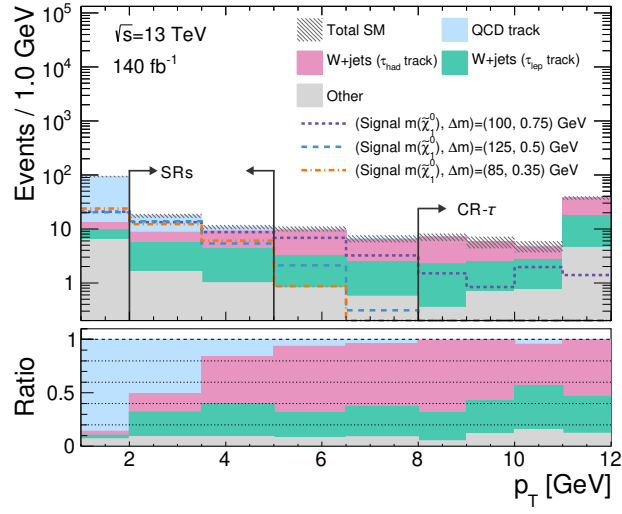 √s=13 TeV
140 fb⁻¹
Total SM
QCD track
W+jets (τhad track)
W+jets (τlep track)
Other
(Signal m(χ̃⁰₁), Δm)=(100, 0.75) GeV
(Signal m(χ̃⁰₁), Δm)=(125, 0.5) GeV
(Signal m(χ̃⁰₁), Δm)=(85, 0.35) GeV
SRs
CR-τ
Events / 1.0 GeV
10⁵
10⁴
10³
10²
10
1
Ratio
1
0.5
0
2 4 6 8 10 12
pT [GeV]